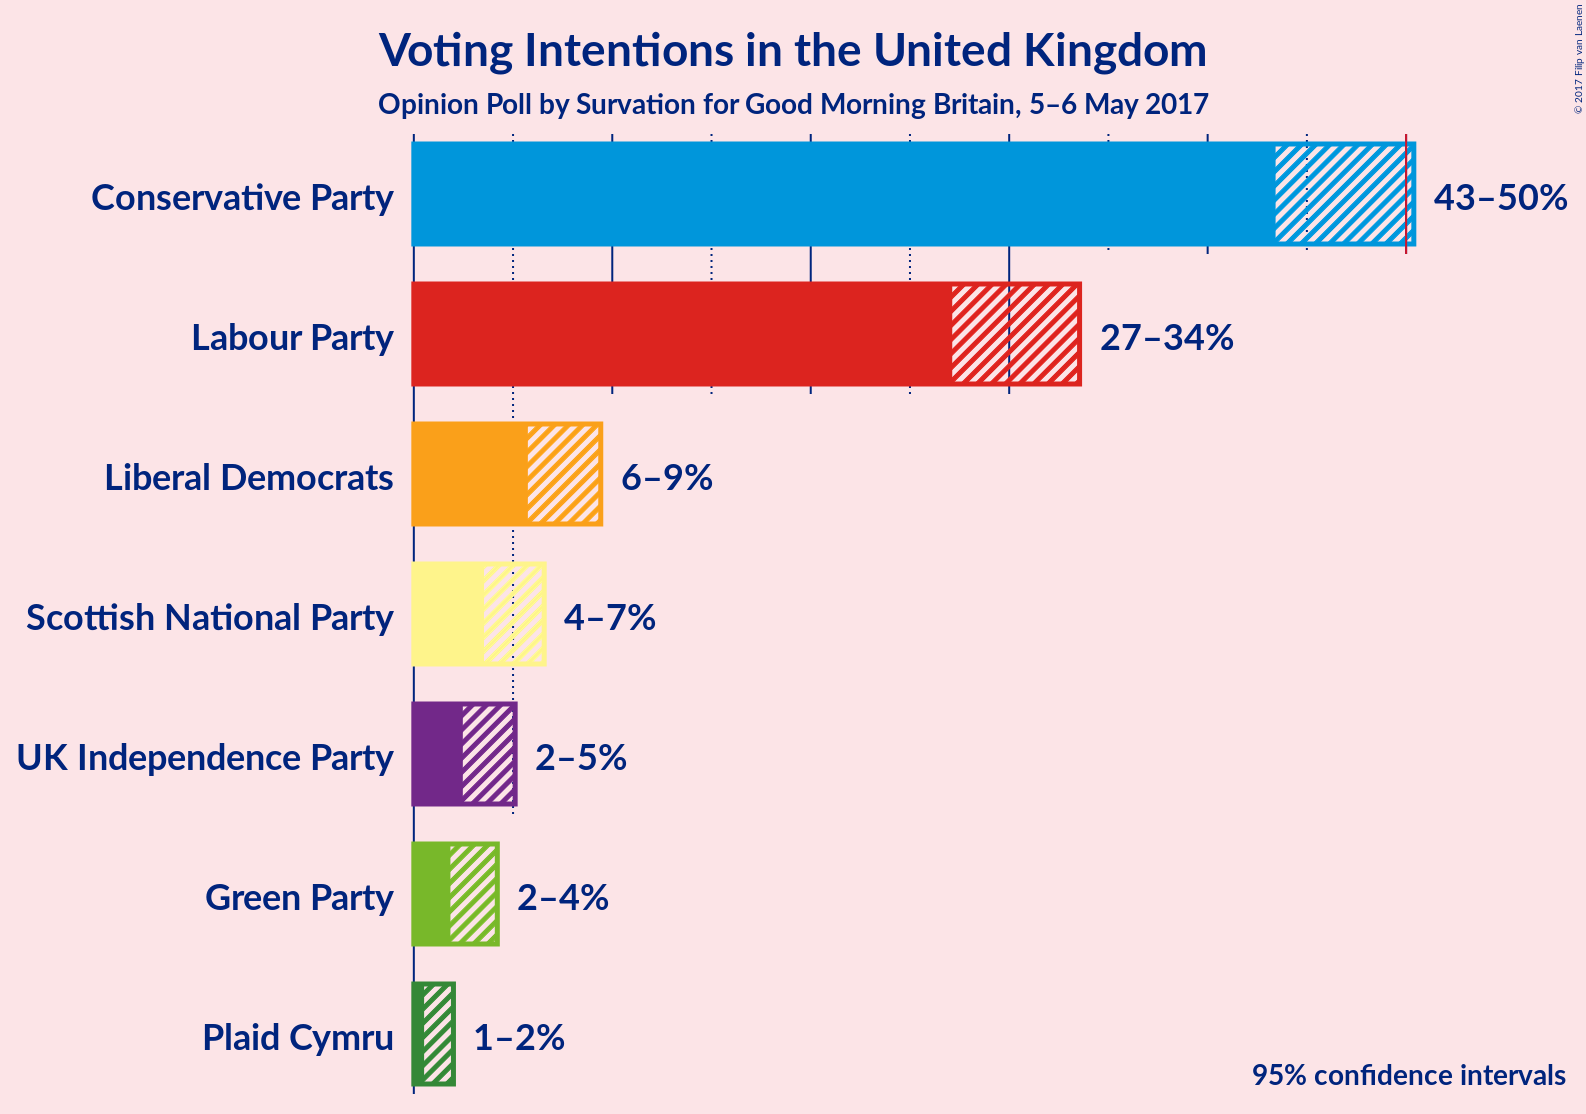 Voting Intentions in the United Kingdom
Opinion Poll by Survation for Good Morning Britain, 5–6 May 2017
© 2017 Filip van Laenen
Conservative Party 43–50%
Labour Party 27–34%
Liberal Democrats 6–9%
Scottish National Party 4–7%
UK Independence Party 2–5%
Green Party 2–4%
Plaid Cymru 1–2%
95% confidence intervals